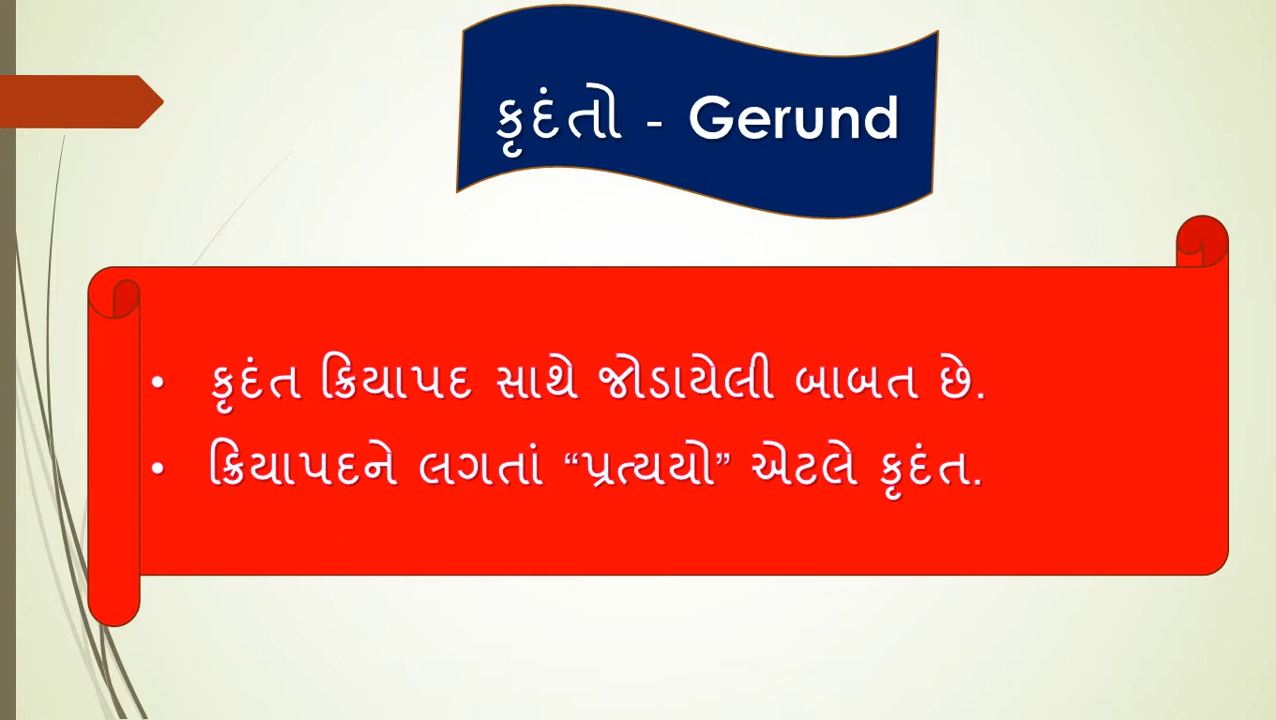 કૃદંતો - Gerund
• કૃદંત ક્રિયાપદ સાથે જોડાયેલી બાબત છે.
• ક્રિયાપદને લગતાં “પ્રત્યયો” એટલે કૃદંત.